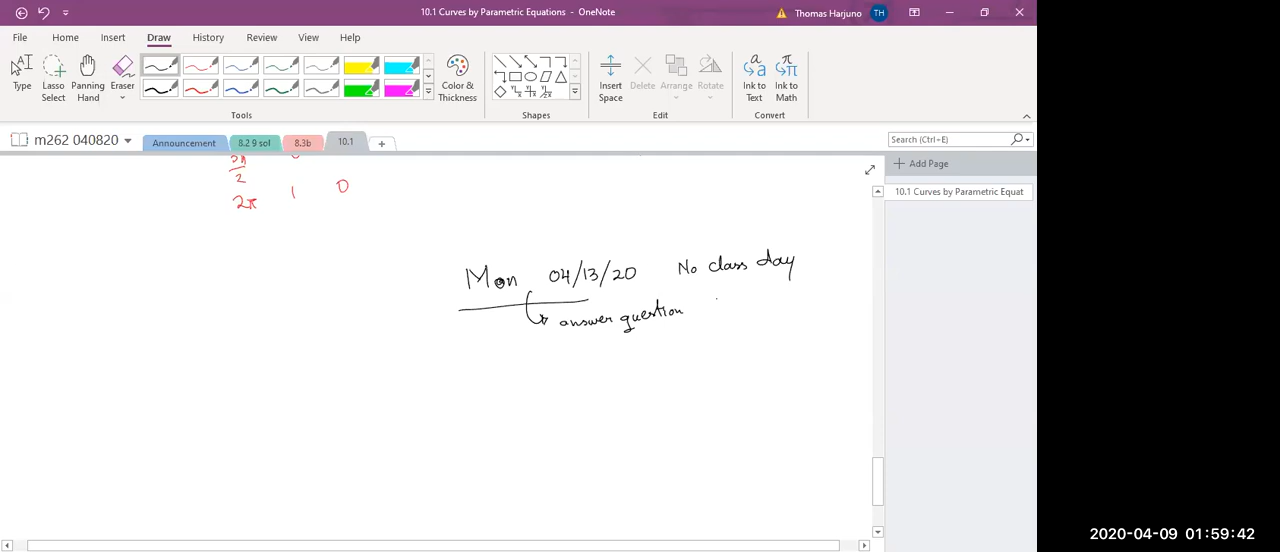 10.1 Curves by Parametric Equations - OneNote
Thomas Harjuno TH
File Home Insert Draw History Review View Help
Type Lasso Select Panning Hand Eraser Color & Thickness Insert Space Delete Arrange Rotate Ink to Text Ink to Math
Tools Shapes Edit Convert
m262 040820 Announcement 8.2 9 sol 8.3b 10.1 Search (Ctrl+E)
Add Page
10.1 Curves by Parametric Equat
2
2π 1 0
Mon 04/13/20 No class day
answer question
2020-04-09 01:59:42